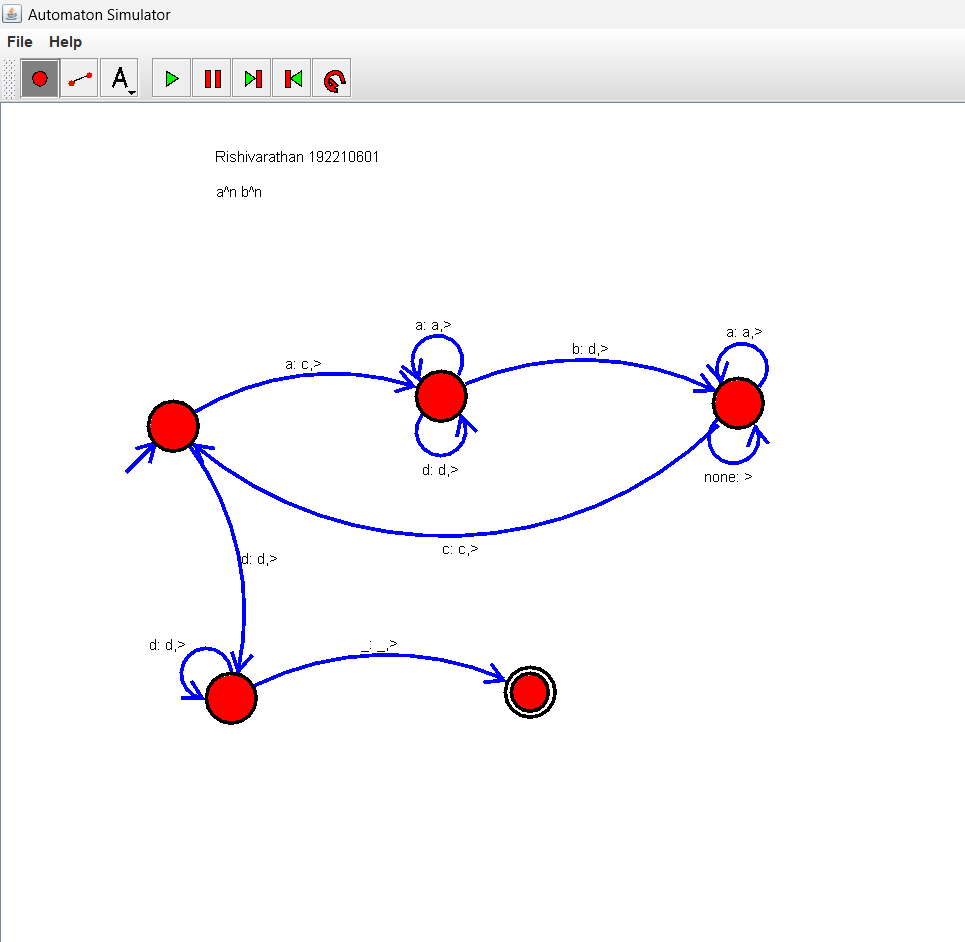 Automaton Simulator
File Help
A
Rishivarathan 192210601
a^n b^n
a: a,>
a: a,>
a: c,>
b: d,>
d: d,>
none: >
c: c,>
d: d,>
d: d,>
_: _,>